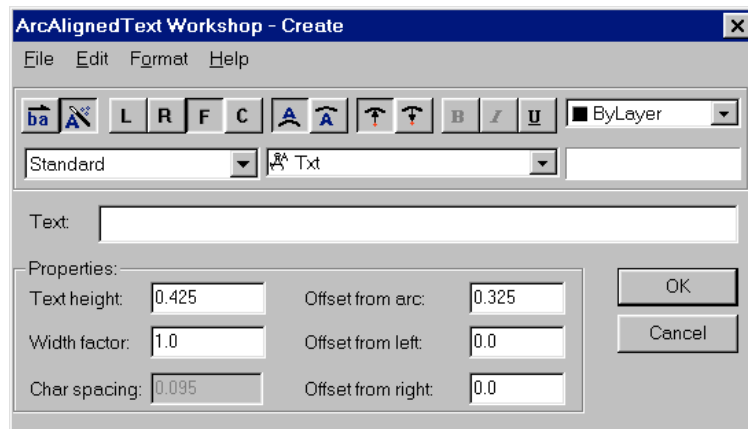 ArcAlignedText Workshop - Create
File Edit Format Help
ba A L R F C A A B I U ByLayer
Standard Txt
Text:
Properties:
Text height: 0.425 Offset from arc: 0.325 OK
Width factor: 1.0 Offset from left: 0.0 Cancel
Char spacing: 0.095 Offset from right: 0.0